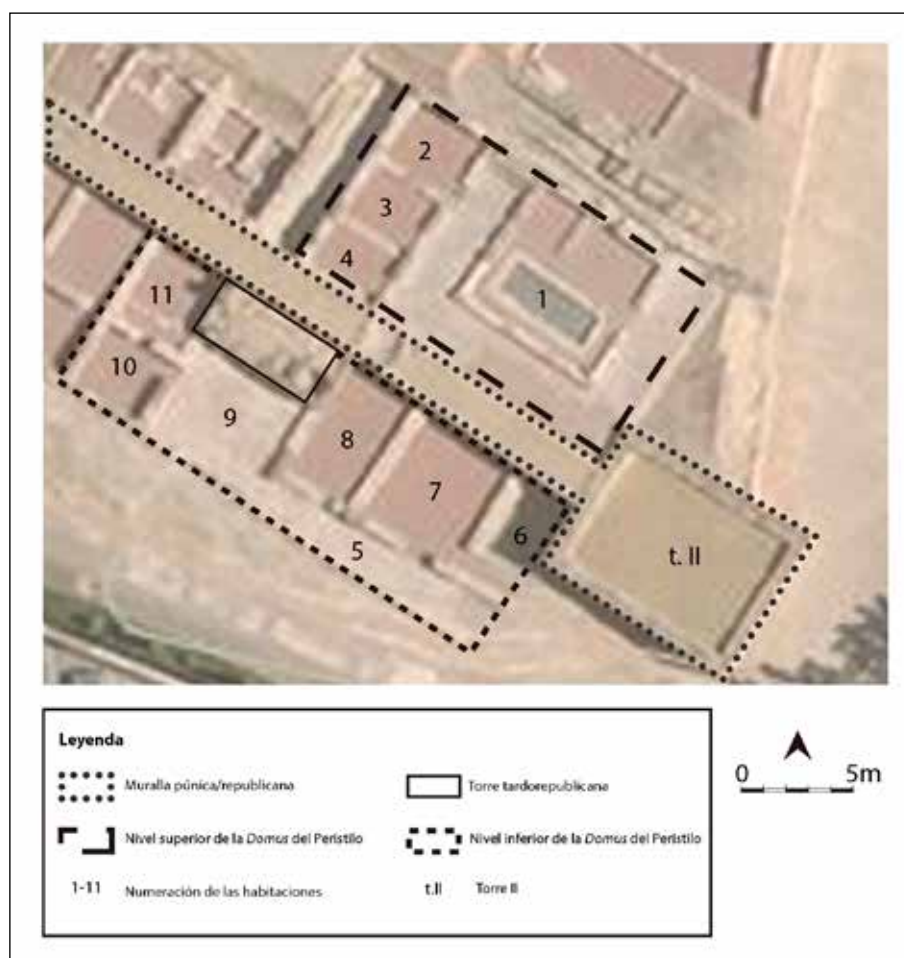 2
3
4
1
11
10
9
8
7
6
5
t. II
Leyenda
Muralla púnica/republicana
Torre tardorepublicana
Nivel superior de la Domus del Peristilo
Nivel inferior de la Domus del Peristilo
1-11 Numeración de las habitaciones
t.II Torre II
0 5m